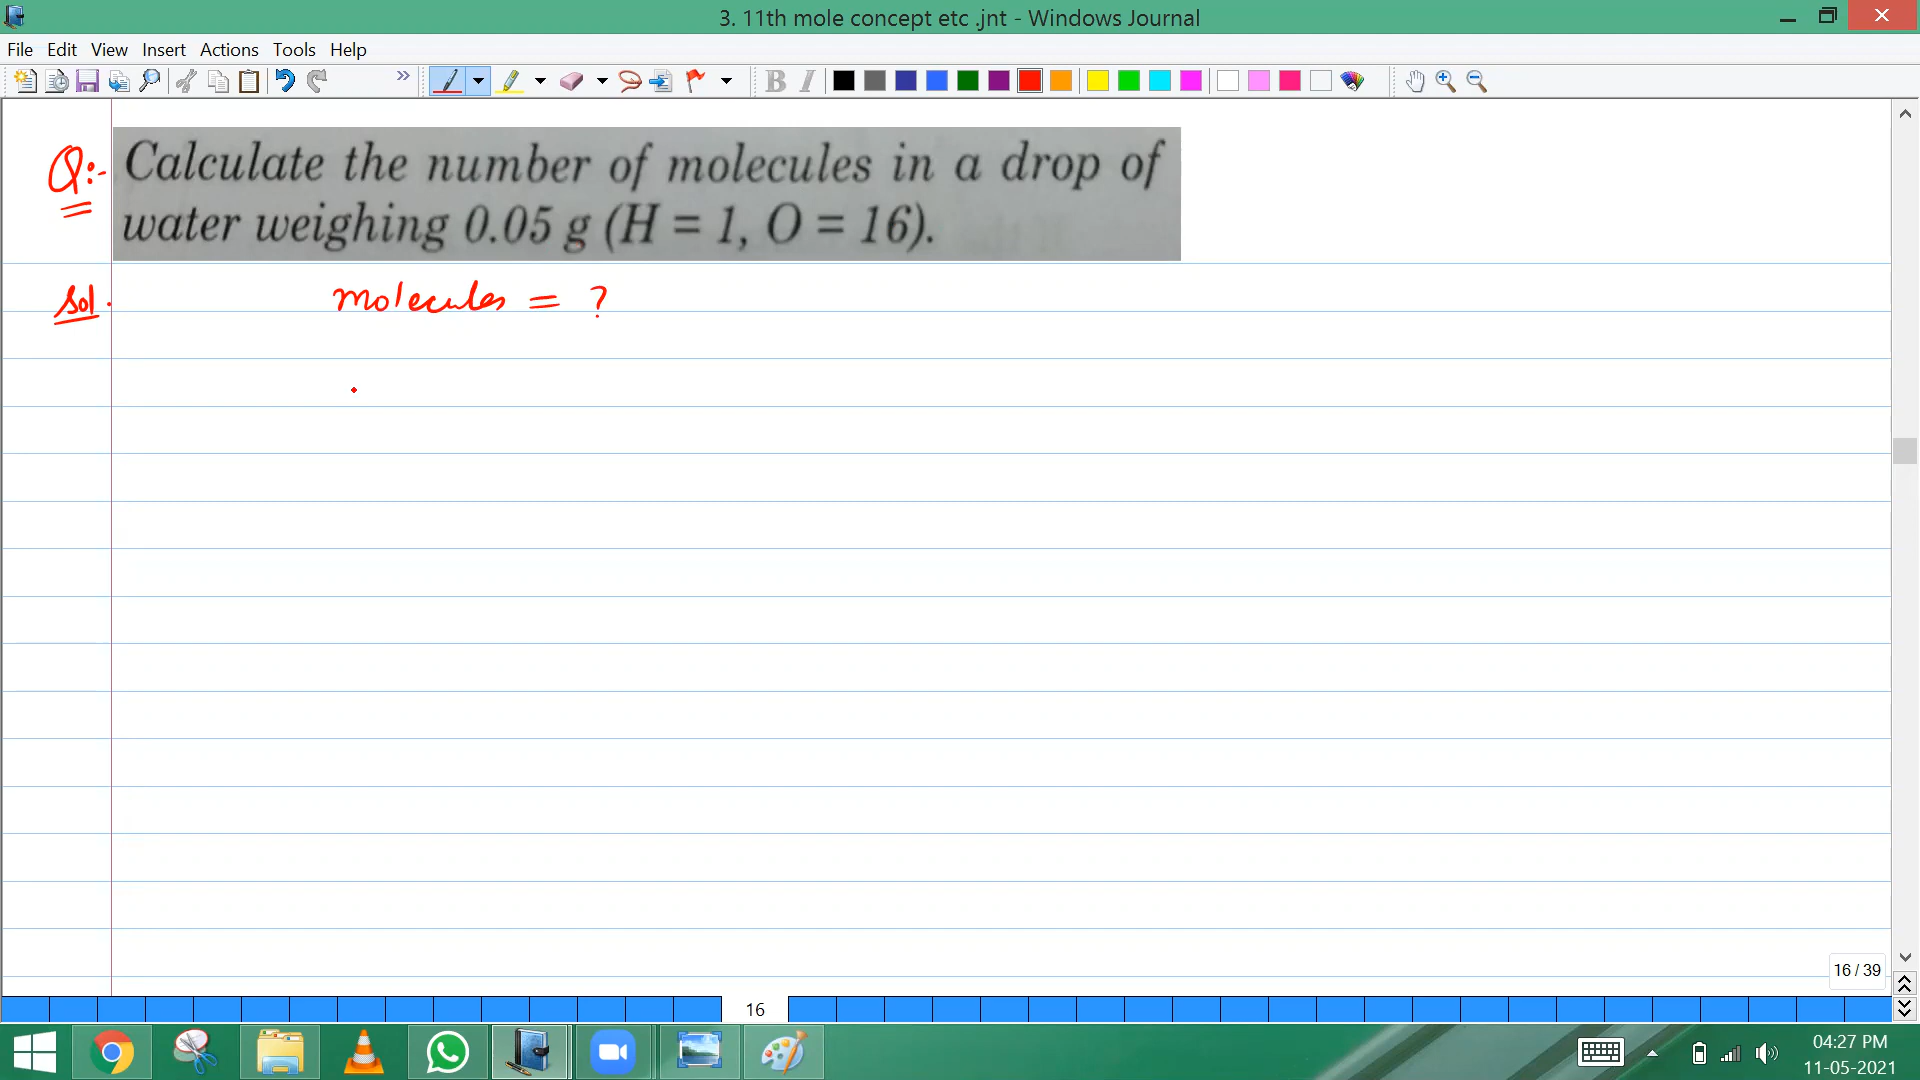 3. 11th mole concept etc .jnt - Windows Journal
File Edit View Insert Actions Tools Help
B I
Q:- Calculate the number of molecules in a drop of
water weighing 0.05 g (H = 1, O = 16).
Sol. molecules = ?
16 / 39
16
04:27 PM
11-05-2021